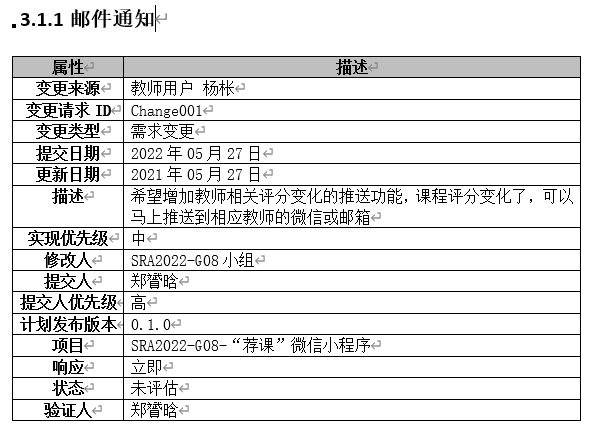 3.1.1 邮件通知
属性 描述
变更来源 教师用户 杨枨
变更请求 ID Change001
变更类型 需求变更
提交日期 2022 年 05 月 27 日
更新日期 2021 年 05 月 27 日
描述 希望增加教师相关评分变化的推送功能，课程评分变化了，可以
马上推送到相应教师的微信或邮箱
实现优先级 中
修改人 SRA2022-G08 小组
提交人 郑骥晗
提交人优先级 高
计划发布版本 0.1.0
项目 SRA2022-G08-“荐课”微信小程序
响应 立即
状态 未评估
验证人 郑骥晗